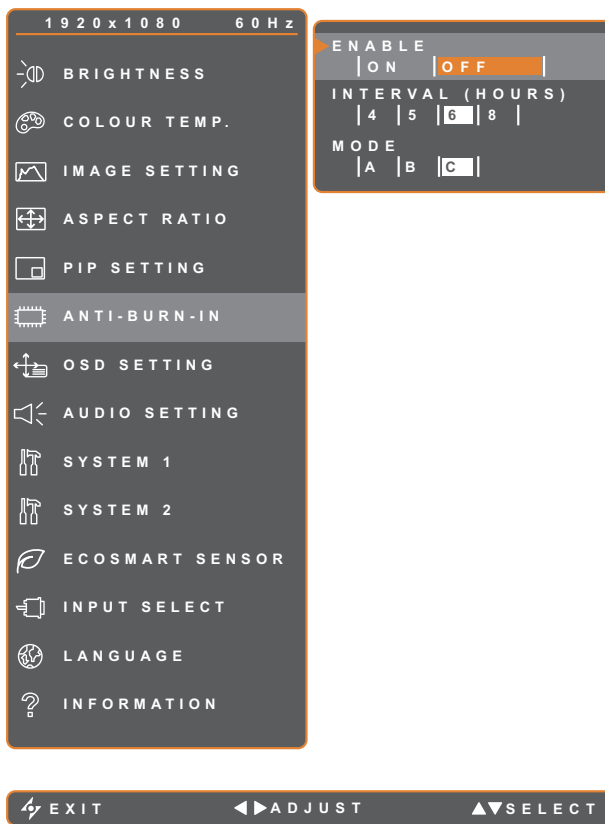 1920x1080 60Hz
BRIGHTNESS
COLOUR TEMP.
IMAGE SETTING
ASPECT RATIO
PIP SETTING
ANTI-BURN-IN
OSD SETTING
AUDIO SETTING
SYSTEM 1
SYSTEM 2
ECOSMART SENSOR
INPUT SELECT
LANGUAGE
INFORMATION
ENABLE
ON OFF
INTERVAL (HOURS)
4 5 6 8
MODE
A B C
EXIT ADJUST SELECT